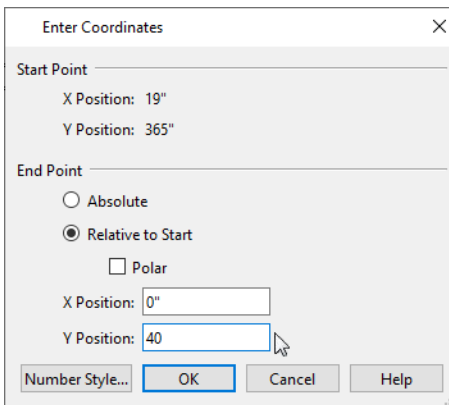 Enter Coordinates
Start Point
X Position: 19"
Y Position: 365"
End Point
Absolute
Relative to Start
Polar
X Position: 0"
Y Position: 40
Number Style... OK Cancel Help